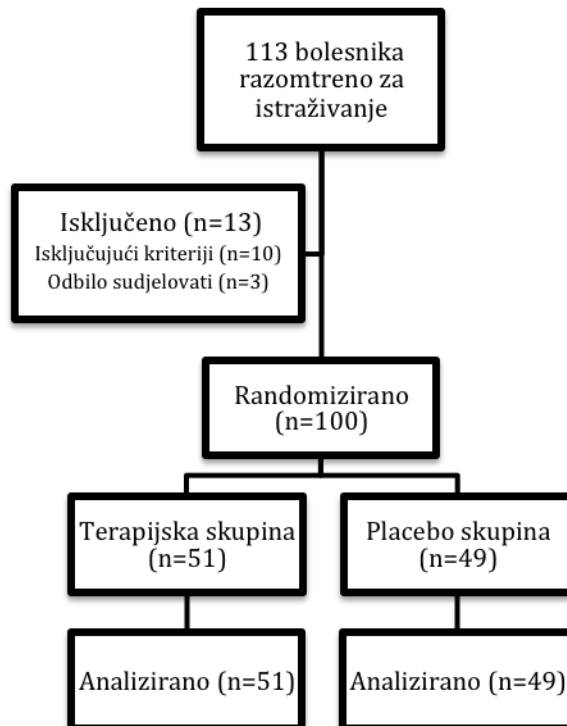 113 bolesnika
razomtreno za
istraživanje
Isključeno (n=13)
Isključujući kriteriji (n=10)
Odbilo sudjelovati (n=3)
Randomizirano
(n=100)
Terapijska skupina
(n=51)
Placebo skupina
(n=49)
Analizirano (n=51)
Analizirano (n=49)